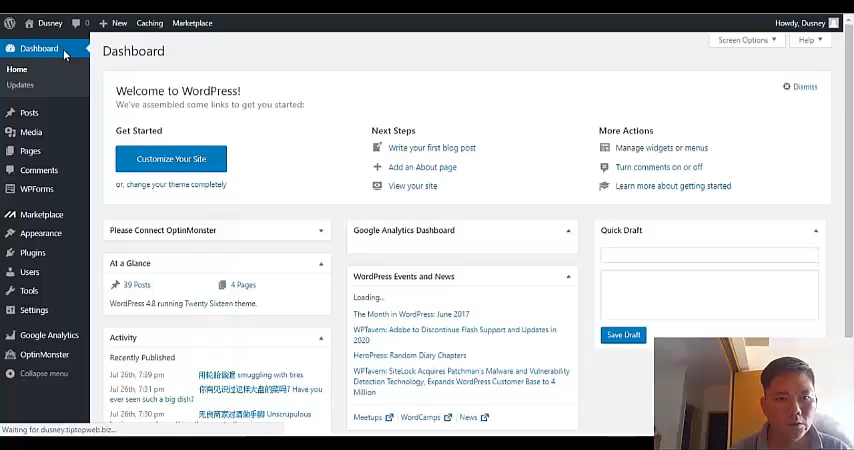 Dusney 0 New Caching Marketplace Howdy, Dusney
Dashboard
Home
Updates
Posts
Media
Pages
Comments
WPForms
Marketplace
Appearance
Plugins
Users
Tools
Settings
Google Analytics
OptinMonster
Collapse menu
Screen Options Help
Dashboard
Welcome to WordPress!
We've assembled some links to get you started:
Dismiss
Get Started
Customize Your Site
or, change your theme completely
Next Steps
Write your first blog post
Add an About page
View your site
More Actions
Manage widgets or menus
Turn comments on or off
Learn more about getting started
Please Connect OptinMonster
At a Glance
39 Posts 4 Pages
WordPress 4.8 running Twenty Sixteen theme.
Activity
Recently Published
Jul 26th, 7:39 pm 用轮胎偷渡 smuggling with tires
Jul 26th, 7:31 pm 你有见识过这样大盘的菜吗? Have you
ever seen such a big dish?
Jul 26th, 7:30 pm Unscrupulous
Google Analytics Dashboard
WordPress Events and News
Loading...
The Month in WordPress: June 2017
WPTavern: Adobe to Discontinue Flash Support and Updates in
2020
HeroPress: Random Diary Chapters
WPTavern: SiteLock Acquires Patchman's Malware and Vulnerability
Detection Technology, Expands WordPress Customer Base to 4
Million
Meetups WordCamps News
Quick Draft
Save Draft
Waiting for dusney.tiptopweb.biz...